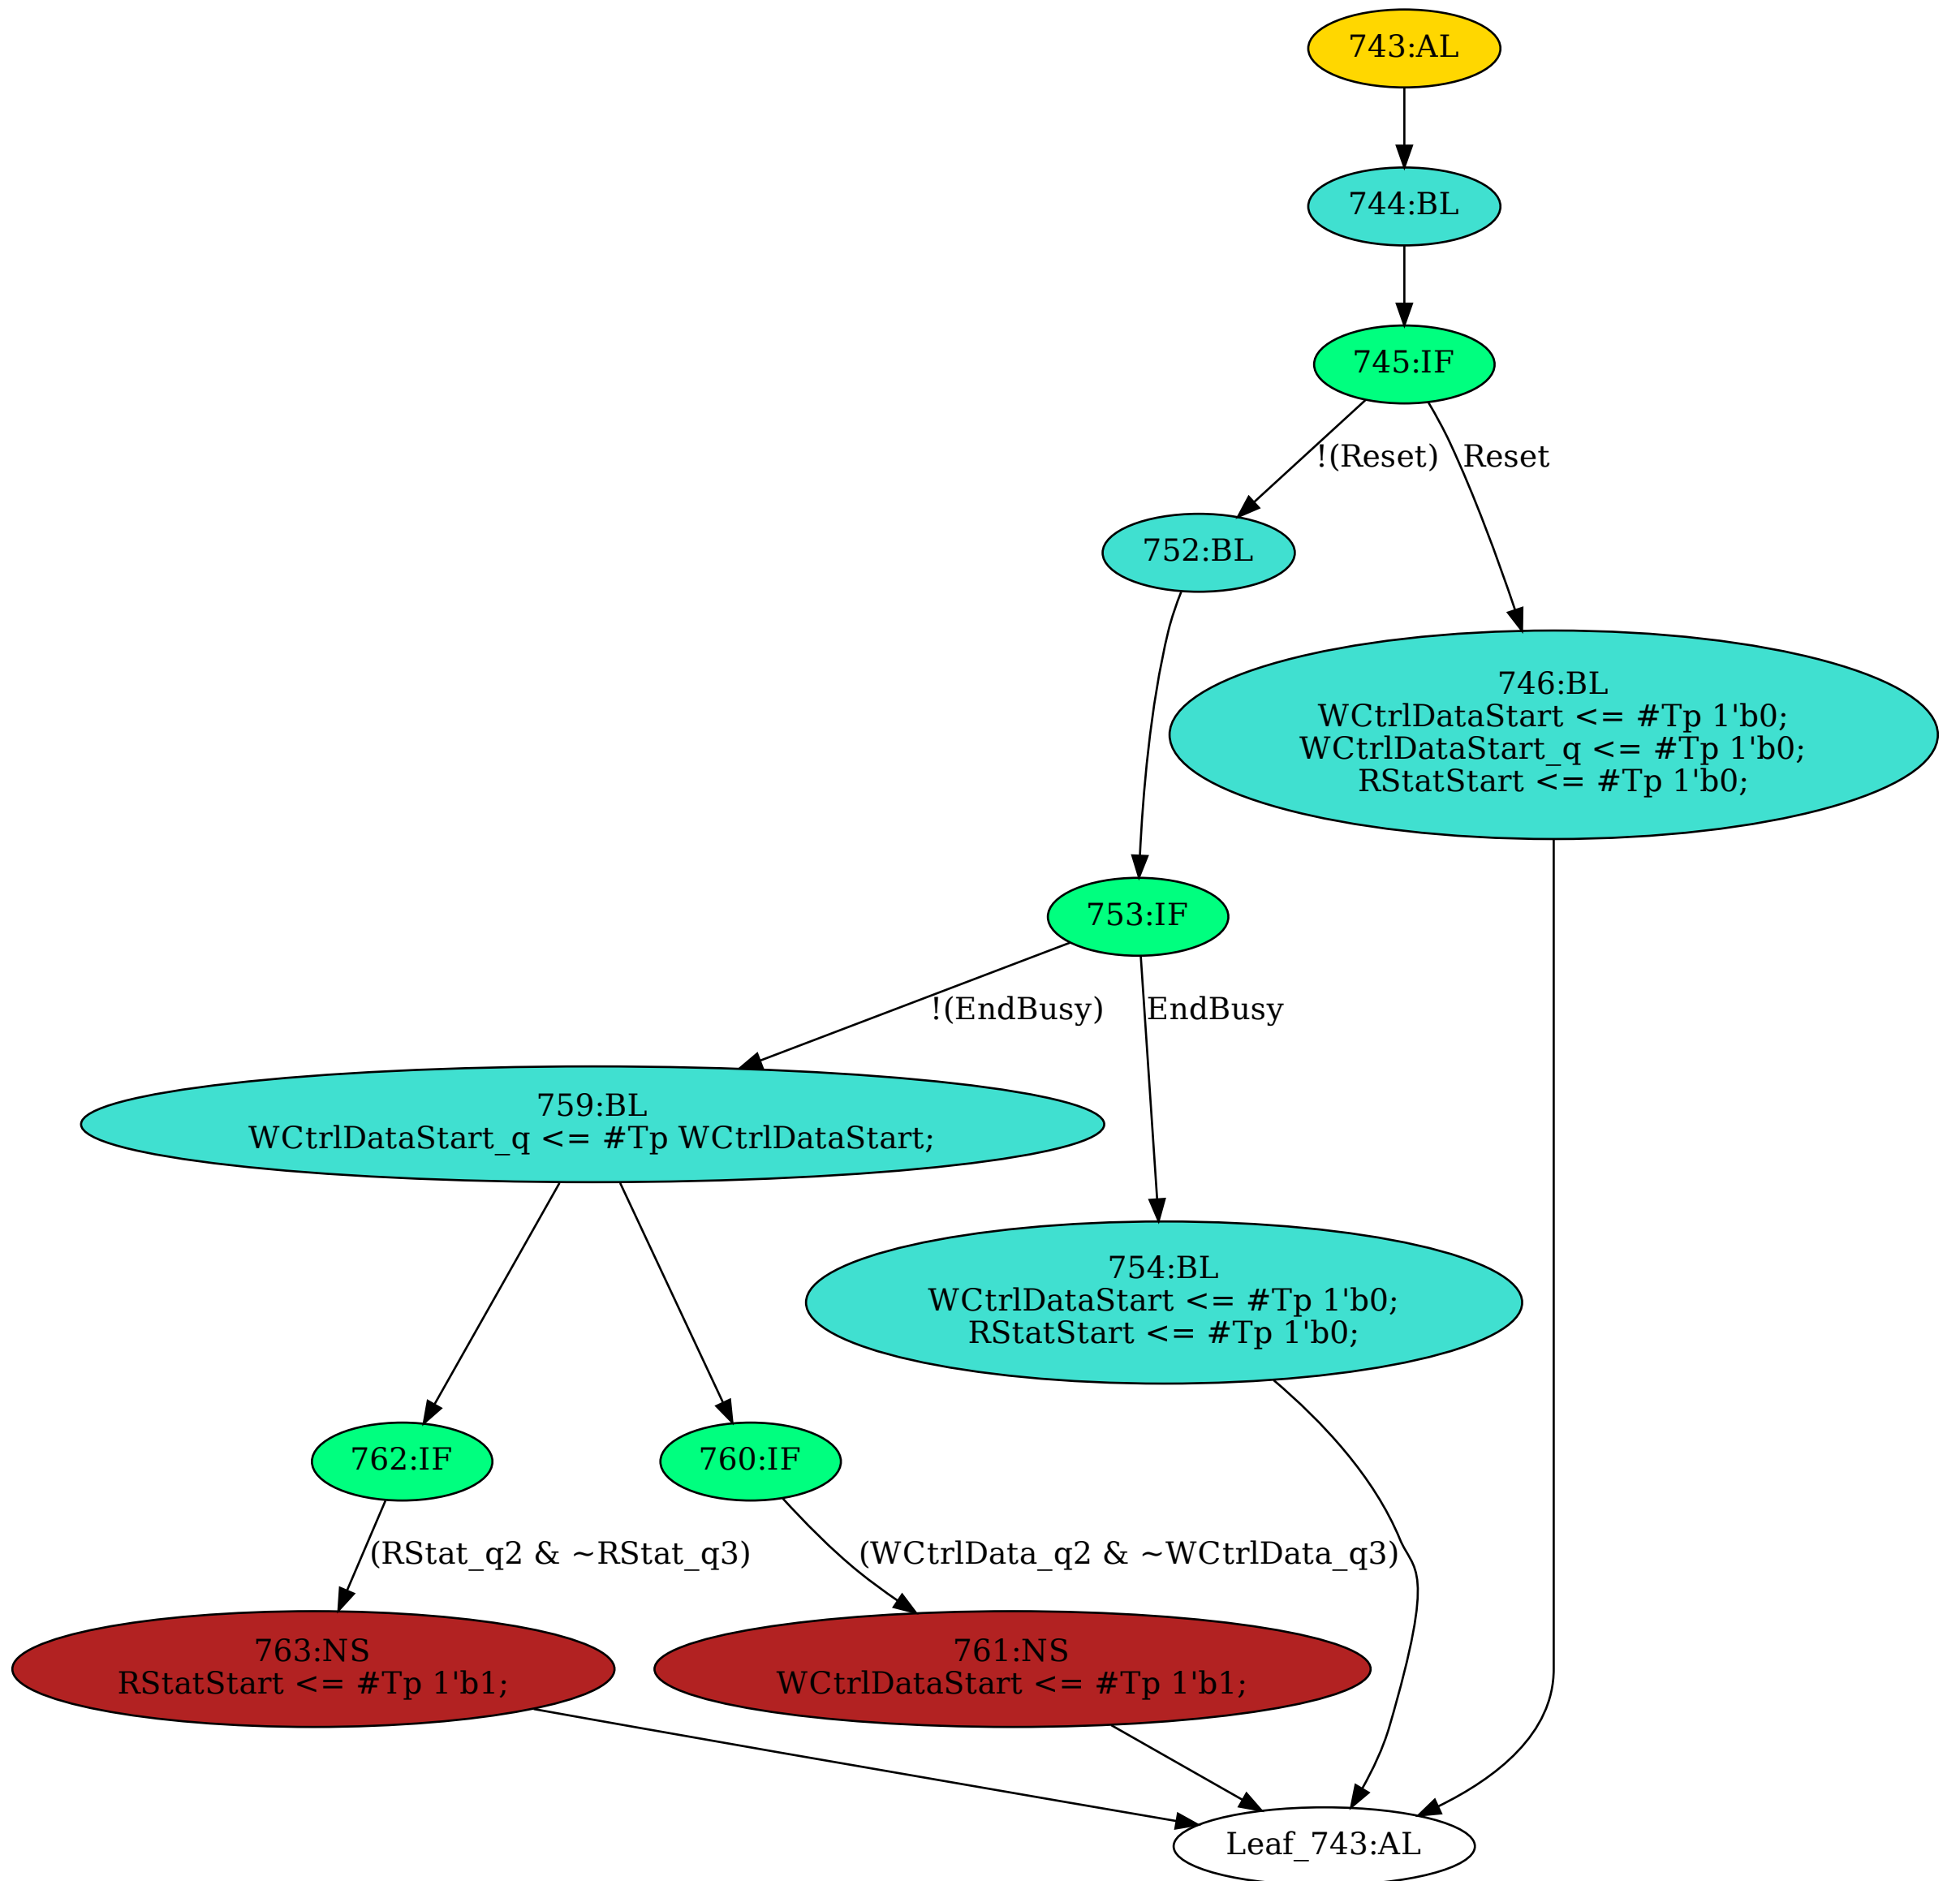 743:AL
744:BL
745:IF
!(Reset)
Reset
752:BL
746:BL
WCtrlDataStart <= #Tp 1'b0;
WCtrlDataStart_q <= #Tp 1'b0;
RStatStart <= #Tp 1'b0;
753:IF
!(EndBusy)
EndBusy
759:BL
WCtrlDataStart_q <= #Tp WCtrlDataStart;
754:BL
WCtrlDataStart <= #Tp 1'b0;
RStatStart <= #Tp 1'b0;
762:IF
760:IF
(RStat_q2 & ~RStat_q3)
(WCtrlData_q2 & ~WCtrlData_q3)
763:NS
RStatStart <= #Tp 1'b1;
761:NS
WCtrlDataStart <= #Tp 1'b1;
Leaf_743:AL